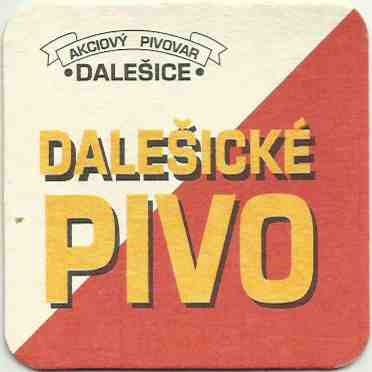 AKCIOVÝ PIVOVAR
•DALEŠICE•
DALEŠICKÉ
PIVO